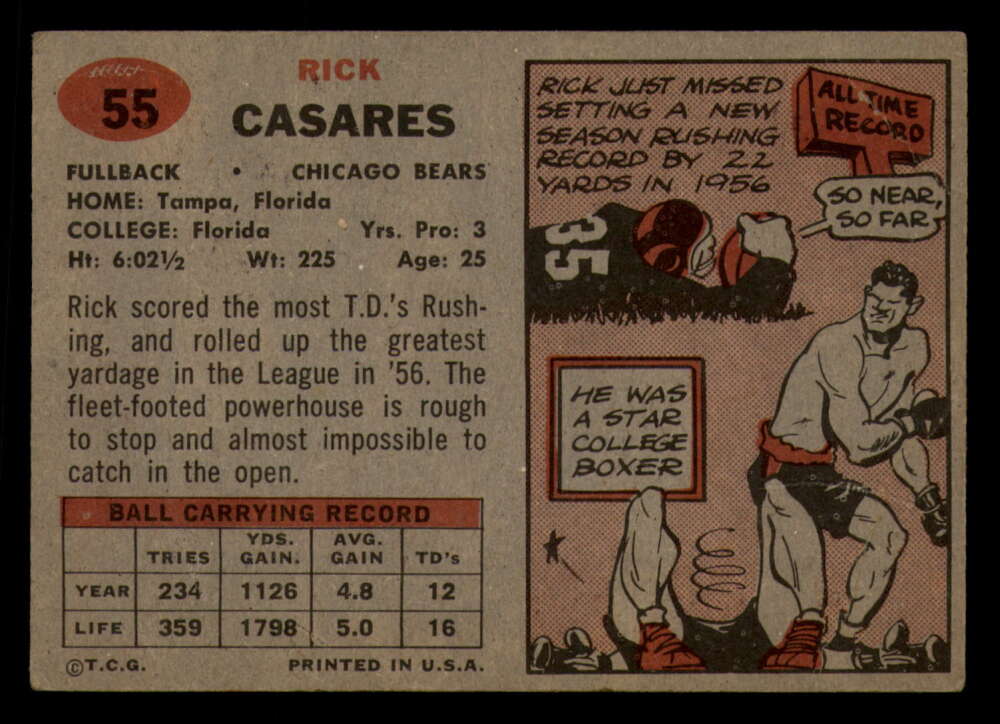 55
RICK
CASARES
FULLBACK • CHICAGO BEARS
HOME: Tampa, Florida
COLLEGE: Florida Yrs. Pro: 3
Ht: 6:02½ Wt: 225 Age: 25
Rick scored the most T.D.'s Rush-
ing, and rolled up the greatest
yardage in the League in '56. The
fleet-footed powerhouse is rough
to stop and almost impossible to
catch in the open.
BALL CARRYING RECORD
TRIES YDS. GAIN. AVG. GAIN TD's
YEAR 234 1126 4.8 12
LIFE 359 1798 5.0 16
©T.C.G. PRINTED IN U.S.A.
RICK JUST MISSED
SETTING A NEW
SEASON RUSHING
RECORD BY 22
YARDS IN 1956
ALL TIME
RECORD
SO NEAR,
SO FAR
35
HE WAS
A STAR
COLLEGE
BOXER